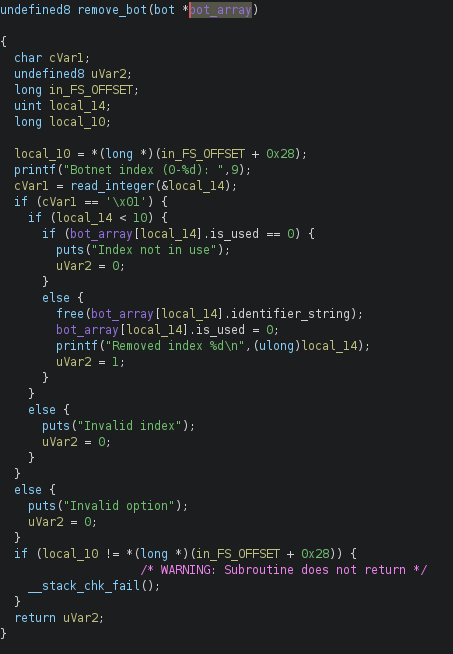 undefined8 remove_bot(bot *bot_array)
{
char cVar1;
undefined8 uVar2;
long in_FS_OFFSET;
uint local_14;
long local_10;
local_10 = *(long *)(in_FS_OFFSET + 0x28);
printf("Botnet index (0-%d): ",9);
cVar1 = read_integer(&local_14);
if (cVar1 == '\x01') {
if (local_14 < 10) {
if (bot_array[local_14].is_used == 0) {
puts("Index not in use");
uVar2 = 0;
}
else {
free(bot_array[local_14].identifier_string);
bot_array[local_14].is_used = 0;
printf("Removed index %d\n",(ulong)local_14);
uVar2 = 1;
}
}
else {
puts("Invalid index");
uVar2 = 0;
}
}
else {
puts("Invalid option");
uVar2 = 0;
}
if (local_10 != *(long *)(in_FS_OFFSET + 0x28)) {
/* WARNING: Subroutine does not return */
__stack_chk_fail();
}
return uVar2;
}